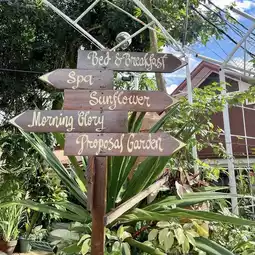 Bed & Breakfast
Spa
Sunflower
Morning Glory
Proposal Garden